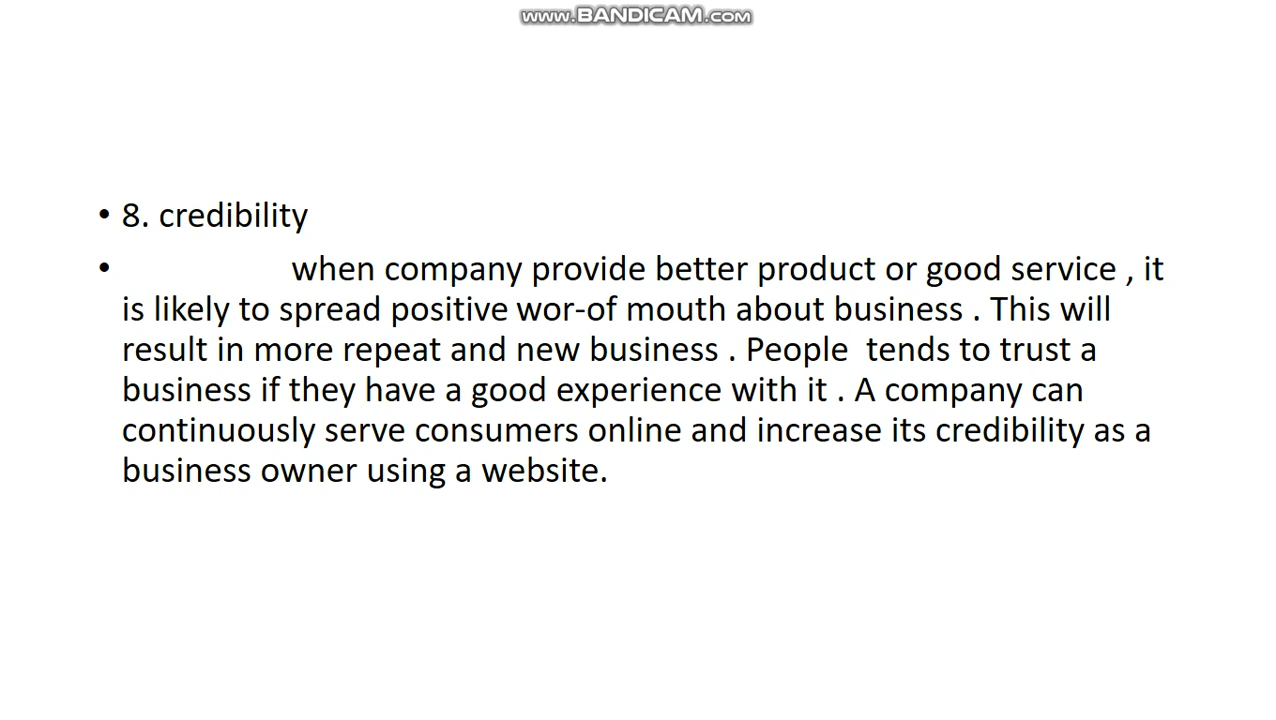 www.BANDICAM.com
• 8. credibility
• when company provide better product or good service , it
is likely to spread positive wor-of mouth about business . This will
result in more repeat and new business . People  tends to trust a
business if they have a good experience with it . A company can
continuously serve consumers online and increase its credibility as a
business owner using a website.